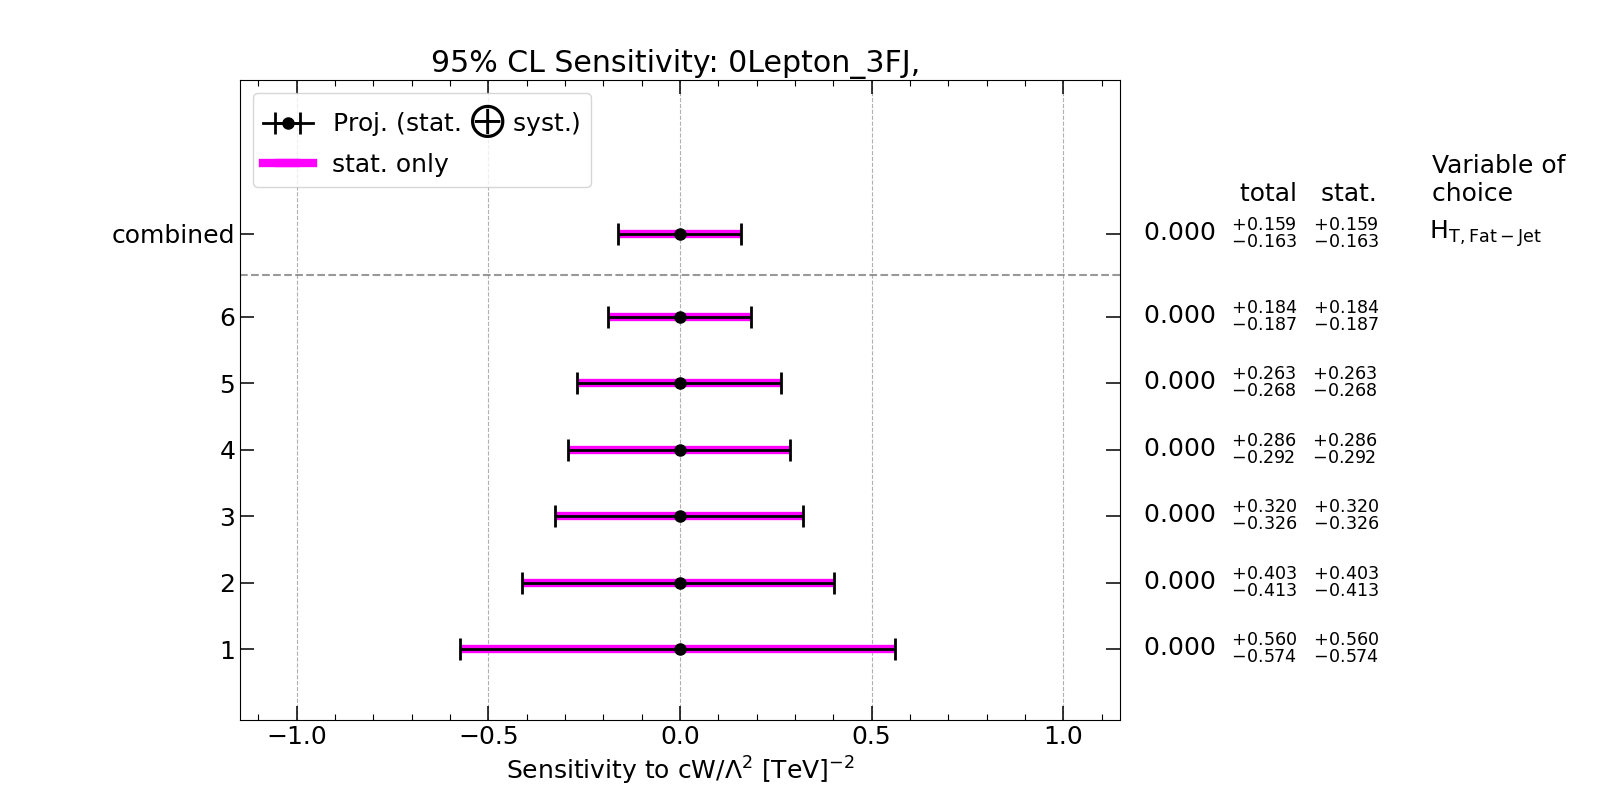 95% CL Sensitivity: 0Lepton_3FJ,
Proj. (stat. ⊕ syst.)
stat. only
Variable of
total stat. choice
combined 0.000 +0.159 −0.163 +0.159 −0.163 H_T, Fat−Jet
6 0.000 +0.184 −0.187 +0.184 −0.187
5 0.000 +0.263 −0.268 +0.263 −0.268
4 0.000 +0.286 −0.292 +0.286 −0.292
3 0.000 +0.320 −0.326 +0.320 −0.326
2 0.000 +0.403 −0.413 +0.403 −0.413
1 0.000 +0.560 −0.574 +0.560 −0.574
−1.0 −0.5 0.0 0.5 1.0
Sensitivity to cW/Λ² [TeV]⁻²